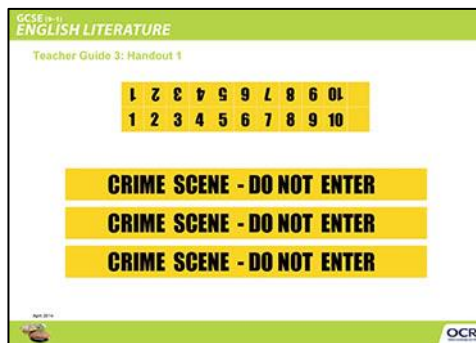 GCSE (9-1)
ENGLISH LITERATURE
Teacher Guide 3: Handout 1
1 2 3 4 5 6 7 8 9 10
1 2 3 4 5 6 7 8 9 10
CRIME SCENE - DO NOT ENTER
CRIME SCENE - DO NOT ENTER
CRIME SCENE - DO NOT ENTER
April 2014
OCR